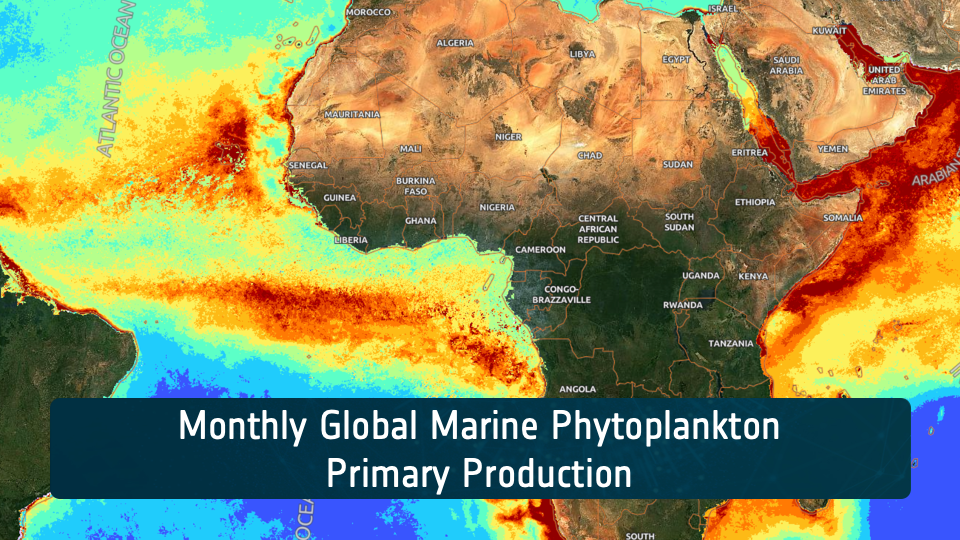 MOROCCO
ISRAEL
ATLANTIC OCEAN
ALGERIA
LIBYA
EGYPT
KUWAIT
SAUDI
ARABIA
UNITED
ARAB
EMIRATES
MAURITANIA
MALI
NIGER
CHAD
SUDAN
ERITREA
YEMEN
ARABIAN
SENEGAL
BURKINA
FASO
GUINEA
NIGERIA
GHANA
LIBERIA
CAMEROON
CENTRAL
AFRICAN
REPUBLIC
SOUTH
SUDAN
ETHIOPIA
SOMALIA
CONGO-
BRAZZAVILLE
UGANDA
KENYA
RWANDA
TANZANIA
ANGOLA
Monthly Global Marine Phytoplankton
Primary Production
SOUTH